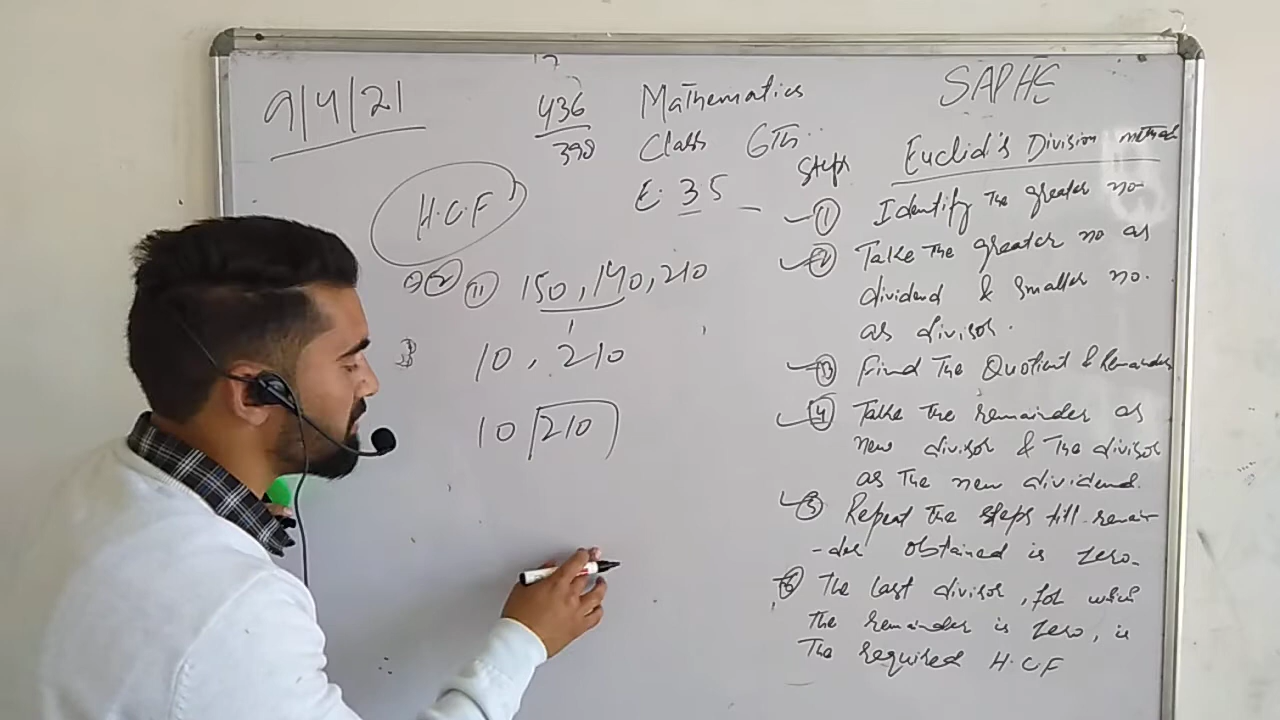 9/4/21
436
398
Mathematics
Class 6Th
E: 3.5
SAPHE
H.C.F
(11) 150, 140, 210
10, 210
10 210
Steps
Euclid's Division method
(1) Identify The greater no
(2) Take The greater no as
dividend & smaller no.
as divisor.
(3) Find The Quotient & Remainder
(4) Take The remainder as
new divisor & The divisor
as The new dividend.
(5) Repeat The steps till remain
-der obtained is zero.
(6) The last divisor, for which
The remainder is zero, is
The required H.C.F